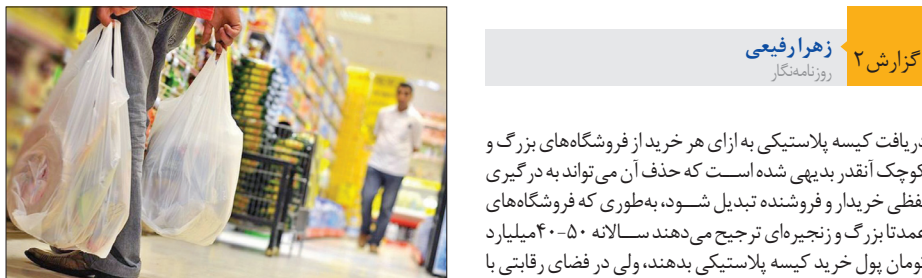 گزارش ۲
زهرا رفیعی
روزنامه‌نگار
دریافت کیسه پلاستیکی به ازای هر خرید از فروشگاه‌های بزرگ و
کوچک آنقدر بدیهی شده است که حذف آن می‌تواند به درگیری
لفظی خریدار و فروشنده تبدیل شود، به‌طوری که فروشگاه‌های
عمدتا بزرگ و زنجیره‌ای ترجیح می‌دهند سالانه ۵۰-۴۰میلیارد
تومان پول خرید کیسه پلاستیکی بدهند، ولی در فضای رقابتی با